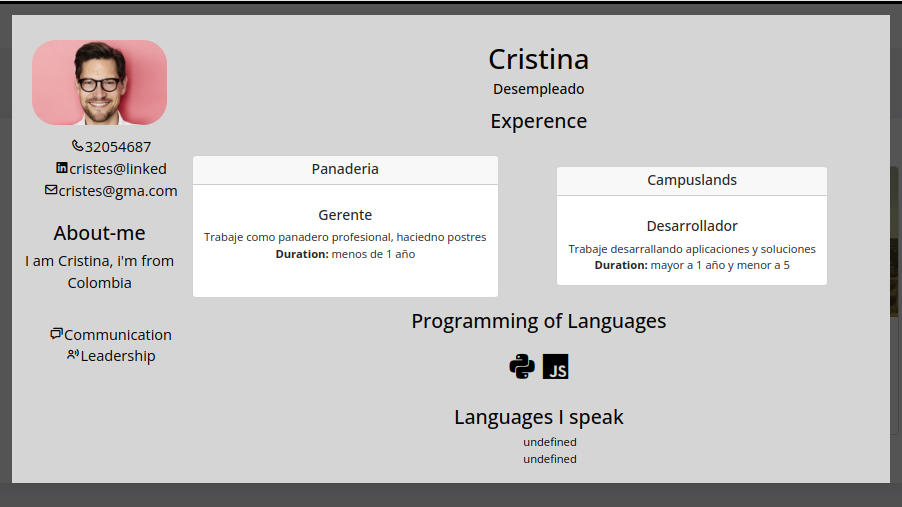 32054687
cristes@linked
cristes@gma.com
About-me
I am Cristina, i'm from
Colombia
Communication
Leadership
Cristina
Desempleado
Experence
Panaderia
Gerente
Trabaje como panadero profesional, haciedno postres
Duration: menos de 1 año
Campuslands
Desarrollador
Trabaje desarrallando aplicaciones y soluciones
Duration: mayor a 1 año y menor a 5
Programming of Languages
JS
Languages I speak
undefined
undefined